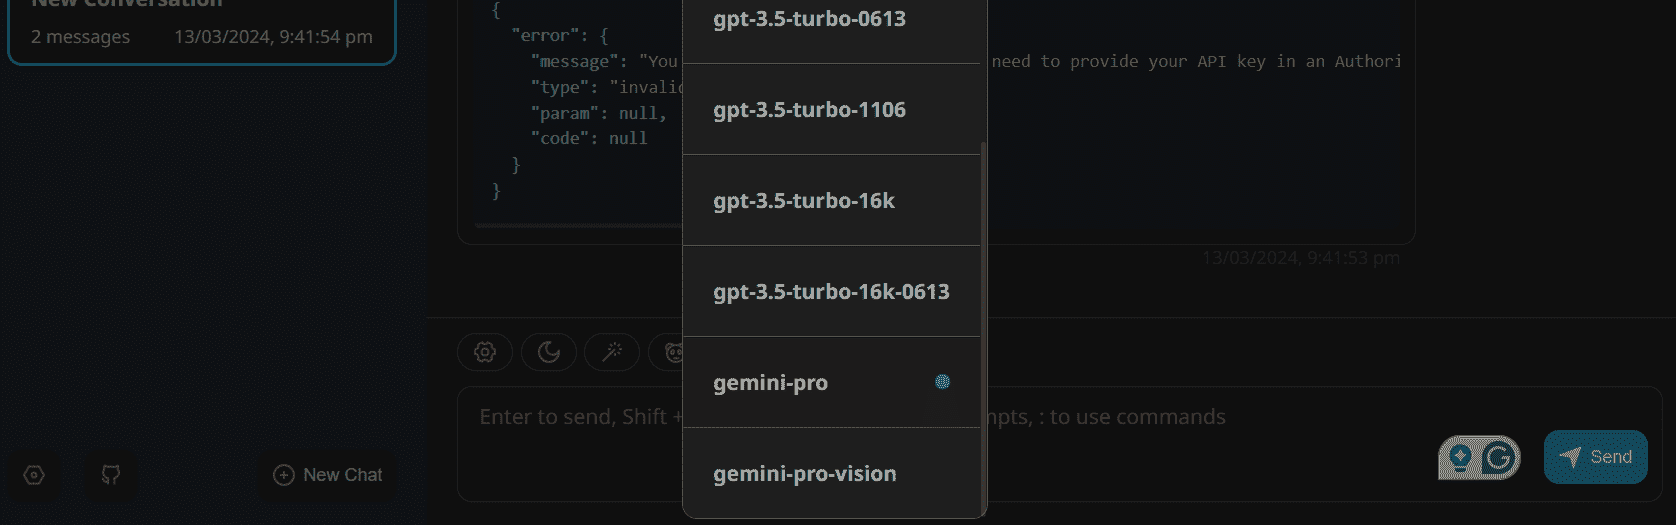 New Conversation
2 messages 13/03/2024, 9:41:54 pm
{
"error": {
"message": "You
need to provide your API key in an Authori
"type": "invalid
"param": null,
"code": null
}
}
13/03/2024, 9:41:53 pm
gpt-3.5-turbo-0613
gpt-3.5-turbo-1106
gpt-3.5-turbo-16k
gpt-3.5-turbo-16k-0613
gemini-pro
gemini-pro-vision
Enter to send, Shift +
mpts, : to use commands
New Chat
Send